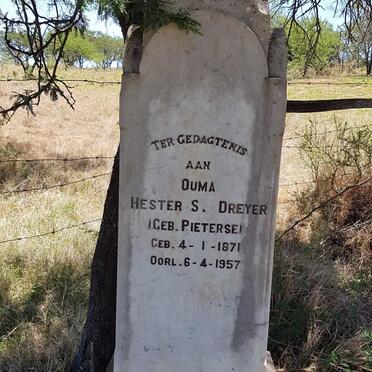 TER GEDAGTENIS
AAN
OUMA
HESTER S. DREYER
(GEB. PIETERSE)
GEB. 4-1-1871
OORL. 6-4-1957